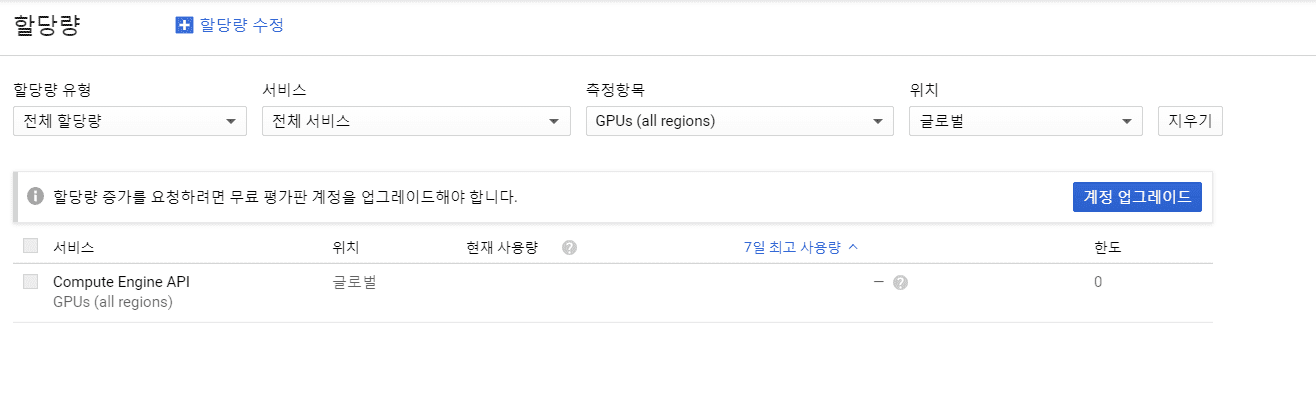 할당량
할당량 수정
할당량 유형 서비스 측정항목 위치
전체 할당량 전체 서비스 GPUs (all regions) 글로벌 지우기
할당량 증가를 요청하려면 무료 평가판 계정을 업그레이드해야 합니다. 계정 업그레이드
서비스 위치 현재 사용량 7일 최고 사용량 한도
Compute Engine API 글로벌 — 0
GPUs (all regions)